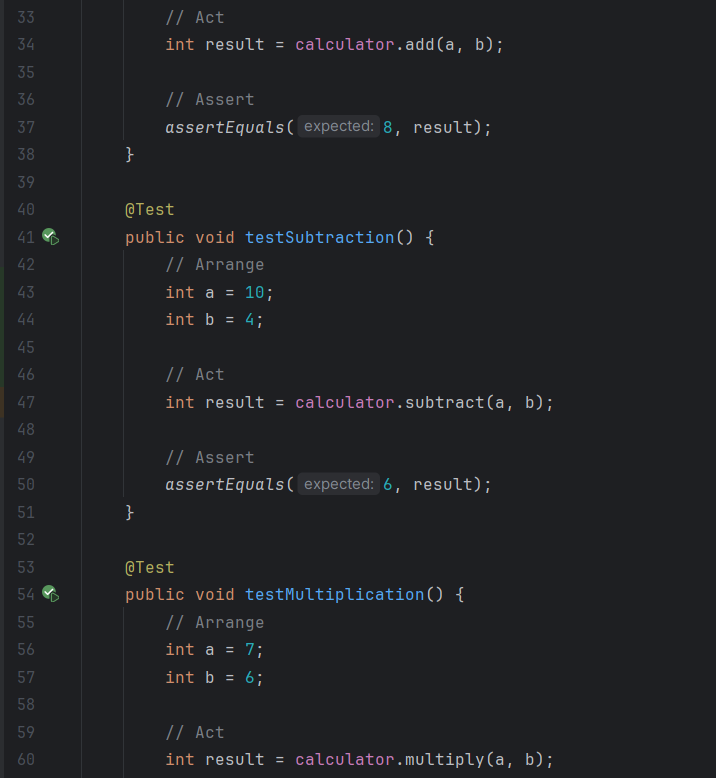 33 // Act
34 int result = calculator.add(a, b);
35
36 // Assert
37 assertEquals( expected: 8, result);
38 }
39
40 @Test
41 public void testSubtraction() {
42 // Arrange
43 int a = 10;
44 int b = 4;
45
46 // Act
47 int result = calculator.subtract(a, b);
48
49 // Assert
50 assertEquals( expected: 6, result);
51 }
52
53 @Test
54 public void testMultiplication() {
55 // Arrange
56 int a = 7;
57 int b = 6;
58
59 // Act
60 int result = calculator.multiply(a, b);